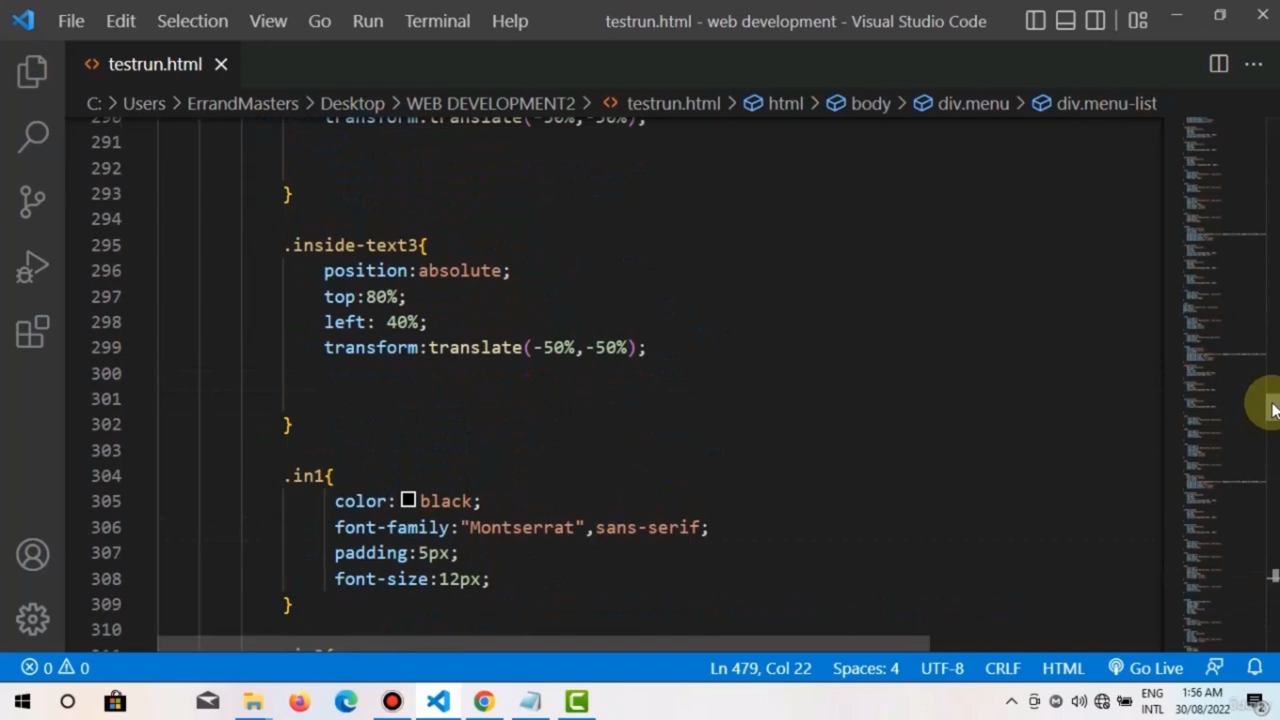 File Edit Selection View Go Run Terminal Help testrun.html - web development - Visual Studio Code
testrun.html
C: > Users > ErrandMasters > Desktop > WEB DEVELOPMENT2 > testrun.html > html > body > div.menu > div.menu-list
290 transform:translate(-50%,-50%);
291
292
293 }
294
295 .inside-text3{
296 position:absolute;
297 top:80%;
298 left: 40%;
299 transform:translate(-50%,-50%);
300
301
302 }
303
304 .in1{
305 color:black;
306 font-family:"Montserrat",sans-serif;
307 padding:5px;
308 font-size:12px;
309 }
310
0 0 Ln 479, Col 22 Spaces: 4 UTF-8 CRLF HTML Go Live
ENG 1:56 AM
INTL 30/08/2022